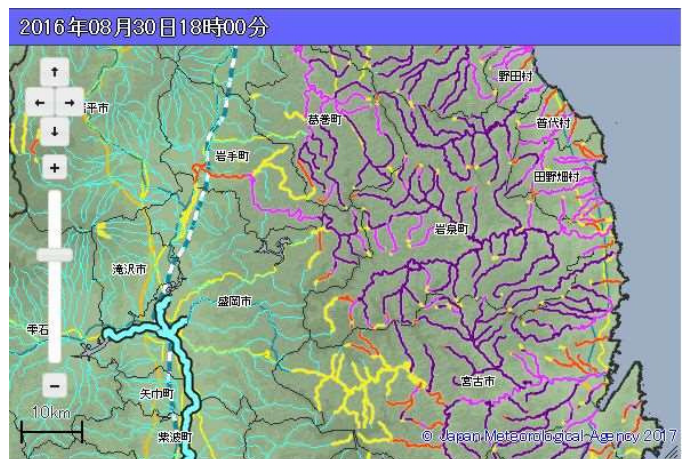 2016年08月30日18時00分
野田村
平市
葛巻町
普代村
岩手町
田野畑村
岩泉町
滝沢市
盛岡市
雫石
宮古市
矢巾町
10km
紫波町
© Japan Meteorological Agency 2017